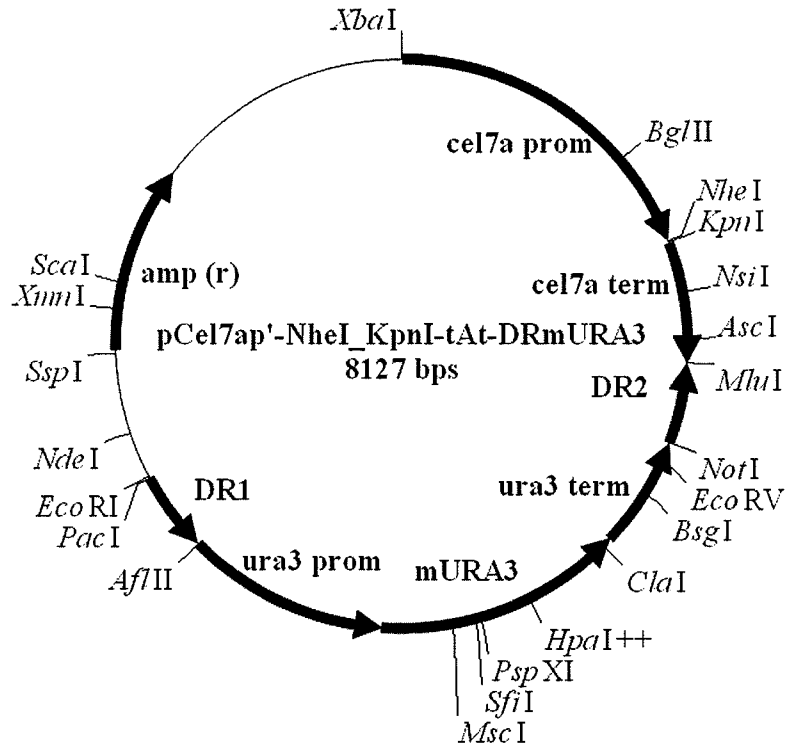 XbaI
cel7a prom
BglII
NheI
KpnI
cel7a term
NsiI
AscI
MluI
DR2
NotI
EcoRV
BsgI
ura3 term
ClaI
HpaI++
PspXI
SfiI
MscI
mURA3
ura3 prom
AflII
DR1
PacI
EcoRI
NdeI
SspI
XmnI
ScaI
amp (r)
pCel7ap'-NheI_KpnI-tAt-DRmURA3
8127 bps